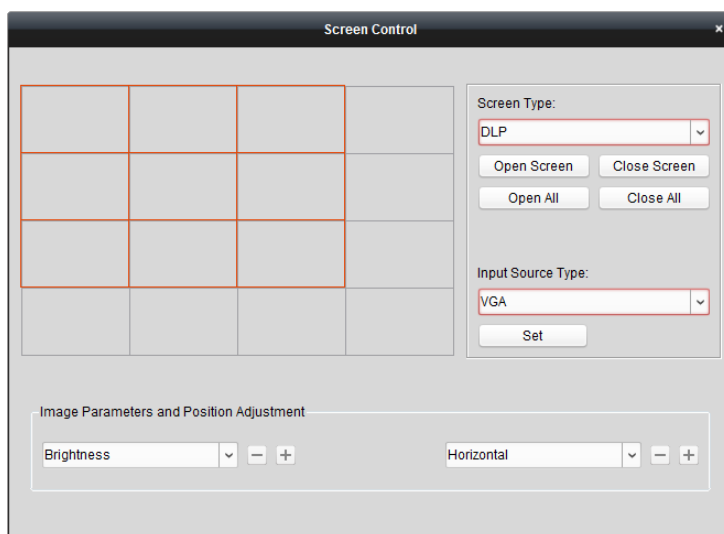 Screen Control
Screen Type:
DLP
Open Screen Close Screen
Open All Close All
Input Source Type:
VGA
Set
Image Parameters and Position Adjustment
Brightness Horizontal